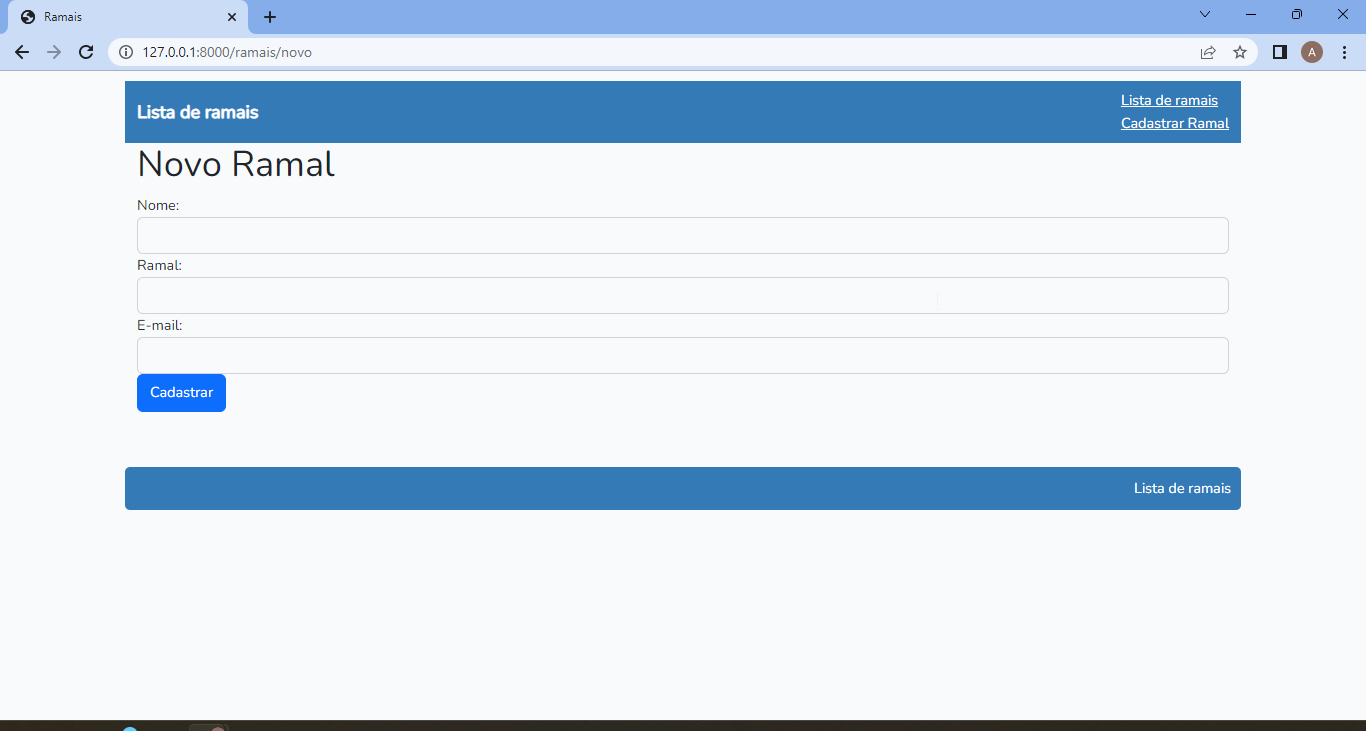 Ramais
127.0.0.1:8000/ramais/novo
A
Lista de ramais
Lista de ramais
Cadastrar Ramal
Novo Ramal
Nome:
Ramal:
E-mail:
Cadastrar
Lista de ramais